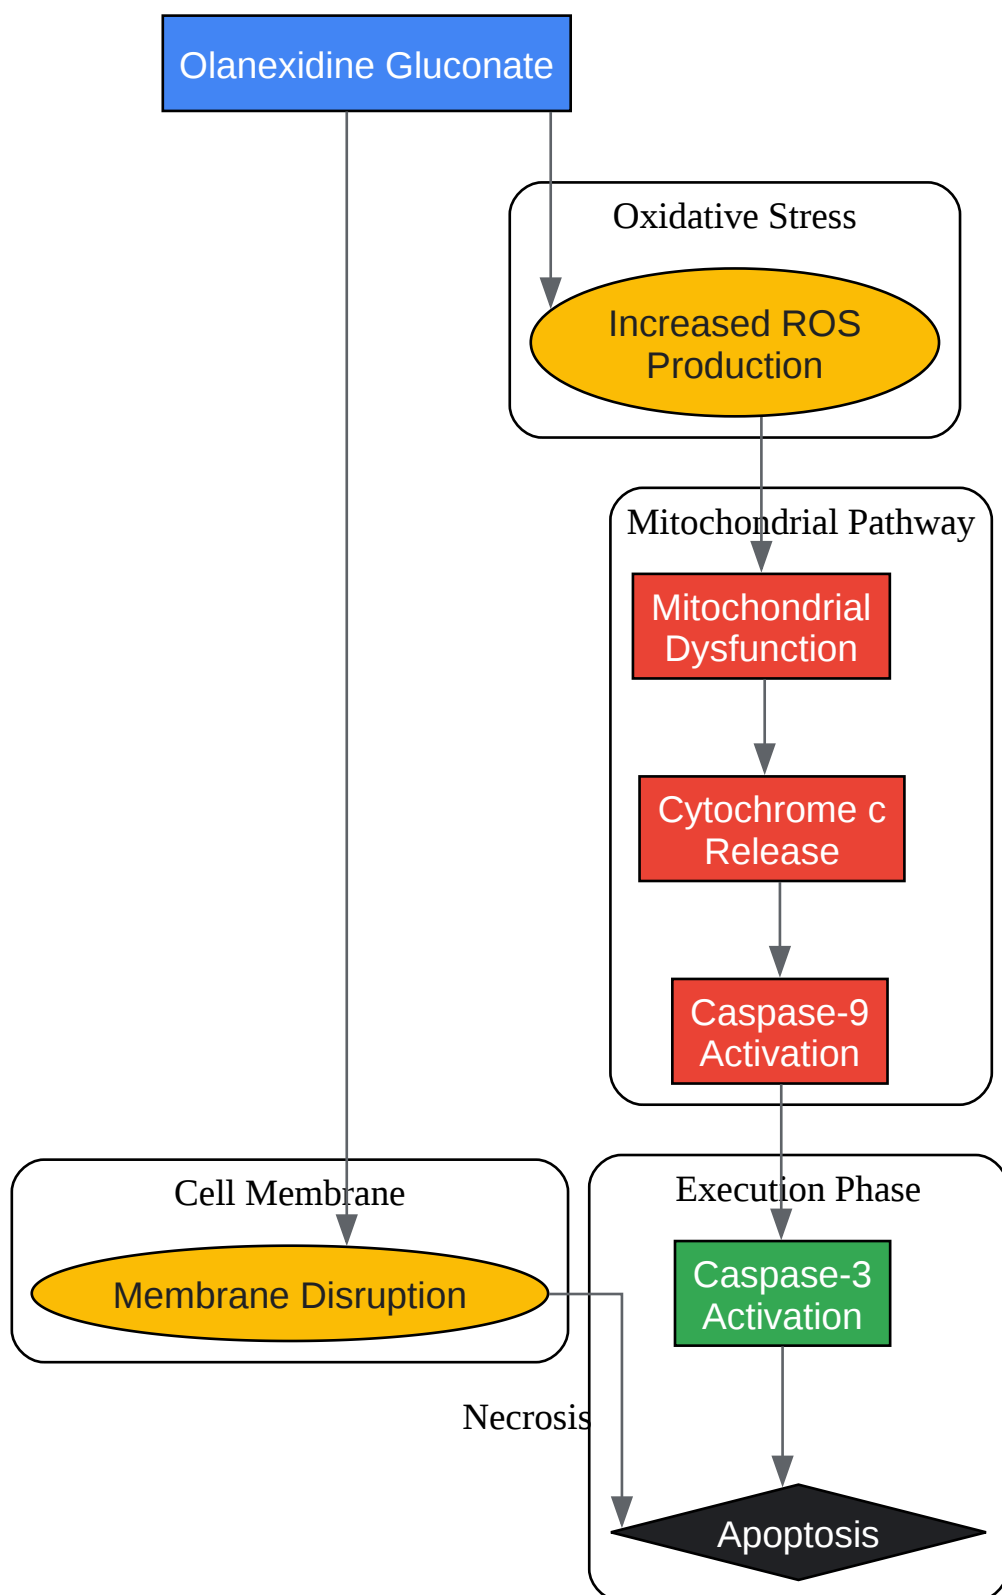 Olanexidine Gluconate
Oxidative Stress
Increased ROS
Production
Mitochondrial Pathway
Mitochondrial
Dysfunction
Cytochrome c
Release
Caspase-9
Activation
Cell Membrane
Membrane Disruption
Execution Phase
Caspase-3
Activation
Necrosis
Apoptosis